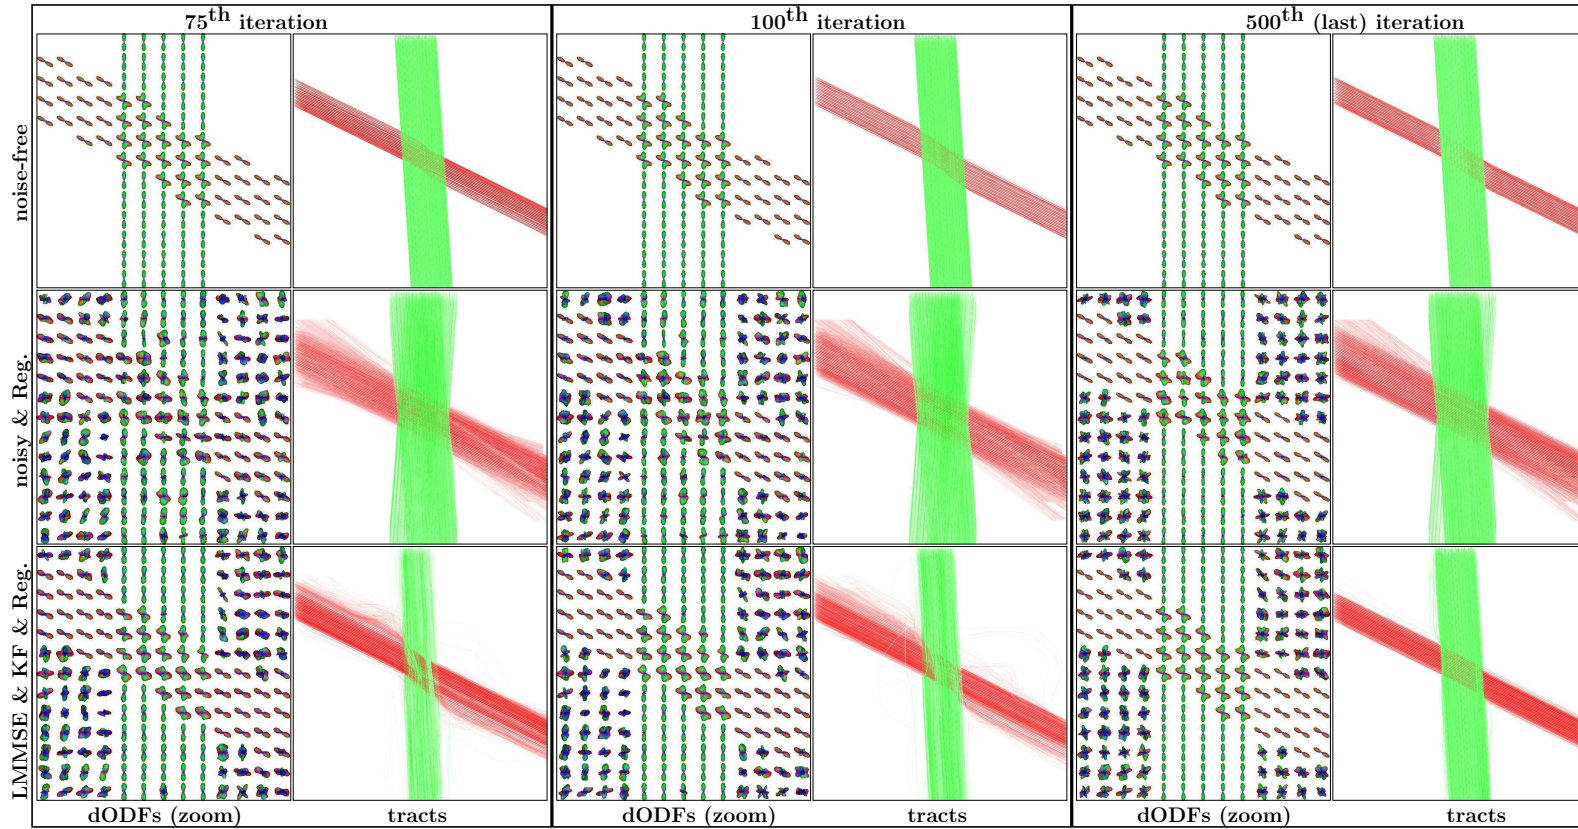 75th iteration
100th iteration
500th (last) iteration
noise-free
noisy & Reg.
LMMSE & KF & Reg.
dODFs (zoom)
tracts
dODFs (zoom)
tracts
dODFs (zoom)
tracts